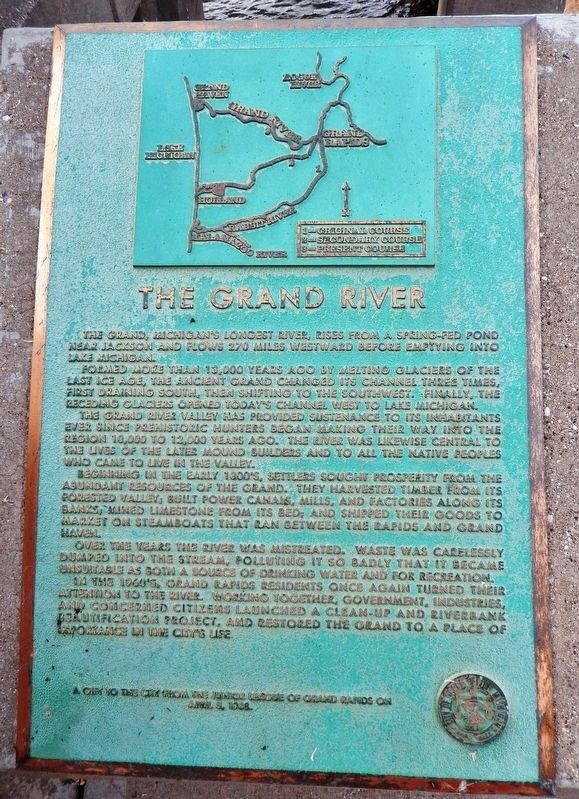 ROGUE
RIVER
GRAND
HAVEN
GRAND RIVER
GRAND
RAPIDS
LAKE
MICHIGAN
HOLLAND
RABBIT RIVER
KALAMAZOO RIVER
N
1—ORIGINAL COURSE
2—SECONDARY COURSE
3—PRESENT COURSE
THE GRAND RIVER
THE GRAND, MICHIGAN'S LONGEST RIVER, RISES FROM A SPRING-FED POND
NEAR JACKSON AND FLOWS 270 MILES WESTWARD BEFORE EMPTYING INTO
LAKE MICHIGAN.
FORMED MORE THAN 13,000 YEARS AGO BY MELTING GLACIERS OF THE
LAST ICE AGE, THE ANCIENT GRAND CHANGED ITS CHANNEL THREE TIMES,
FIRST DRAINING SOUTH, THEN SHIFTING TO THE SOUTHWEST. FINALLY, THE
RECEDING GLACIERS OPENED TODAY'S CHANNEL WEST TO LAKE MICHIGAN.
THE GRAND RIVER VALLEY HAS PROVIDED SUSTENANCE TO ITS INHABITANTS
EVER SINCE PREHISTORIC HUNTERS BEGAN MAKING THEIR WAY INTO THE
REGION 10,000 TO 12,000 YEARS AGO. THE RIVER WAS LIKEWISE CENTRAL TO
THE LIVES OF THE LATER MOUND BUILDERS AND TO ALL THE NATIVE PEOPLES
WHO CAME TO LIVE IN THE VALLEY.
BEGINNING IN THE EARLY 1800'S, SETTLERS SOUGHT PROSPERITY FROM THE
ABUNDANT RESOURCES OF THE GRAND. THEY HARVESTED TIMBER FROM ITS
FORESTED VALLEY, BUILT POWER CANALS, MILLS, AND FACTORIES ALONG ITS
BANKS, MINED LIMESTONE FROM ITS BED, AND SHIPPED THEIR GOODS TO
MARKET ON STEAMBOATS THAT RAN BETWEEN THE RAPIDS AND GRAND
HAVEN.
OVER THE YEARS THE RIVER WAS MISTREATED. WASTE WAS CARELESSLY
DUMPED INTO THE STREAM, POLLUTING IT SO BADLY THAT IT BECAME
UNSUITABLE AS BOTH A SOURCE OF DRINKING WATER AND FOR RECREATION.
IN THE 1960'S, GRAND RAPIDS RESIDENTS ONCE AGAIN TURNED THEIR
ATTENTION TO THE RIVER. WORKING TOGETHER, GOVERNMENT, INDUSTRIES,
AND CONCERNED CITIZENS LAUNCHED A CLEAN-UP AND RIVERBANK
BEAUTIFICATION PROJECT, AND RESTORED THE GRAND TO A PLACE OF
IMPORTANCE IN THE CITY'S LIFE
A GIFT TO THE CITY FROM THE JUNIOR LEAGUE OF GRAND RAPIDS ON
APRIL 5, 1988.